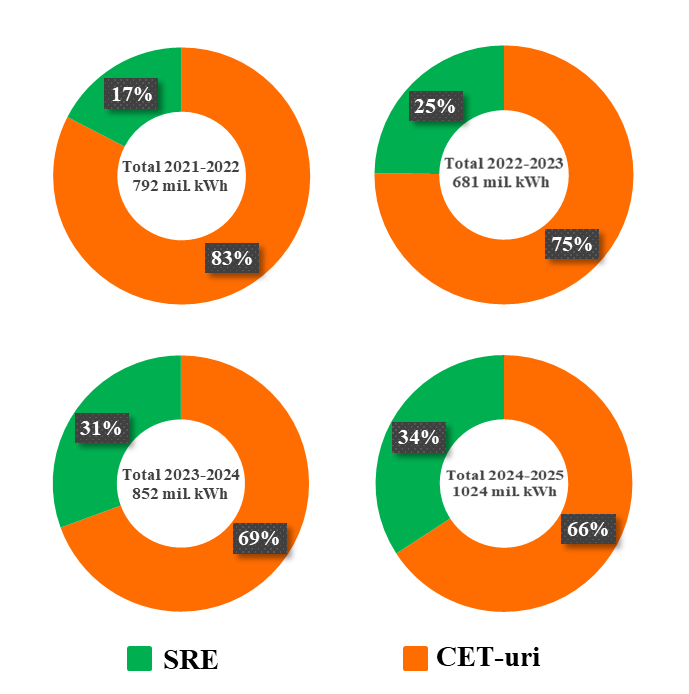 17%
Total 2021-2022
792 mil. kWh
83%
25%
Total 2022-2023
681 mil. kWh
75%
31%
Total 2023-2024
852 mil. kWh
69%
34%
Total 2024-2025
1024 mil. kWh
66%
SRE
CET-uri